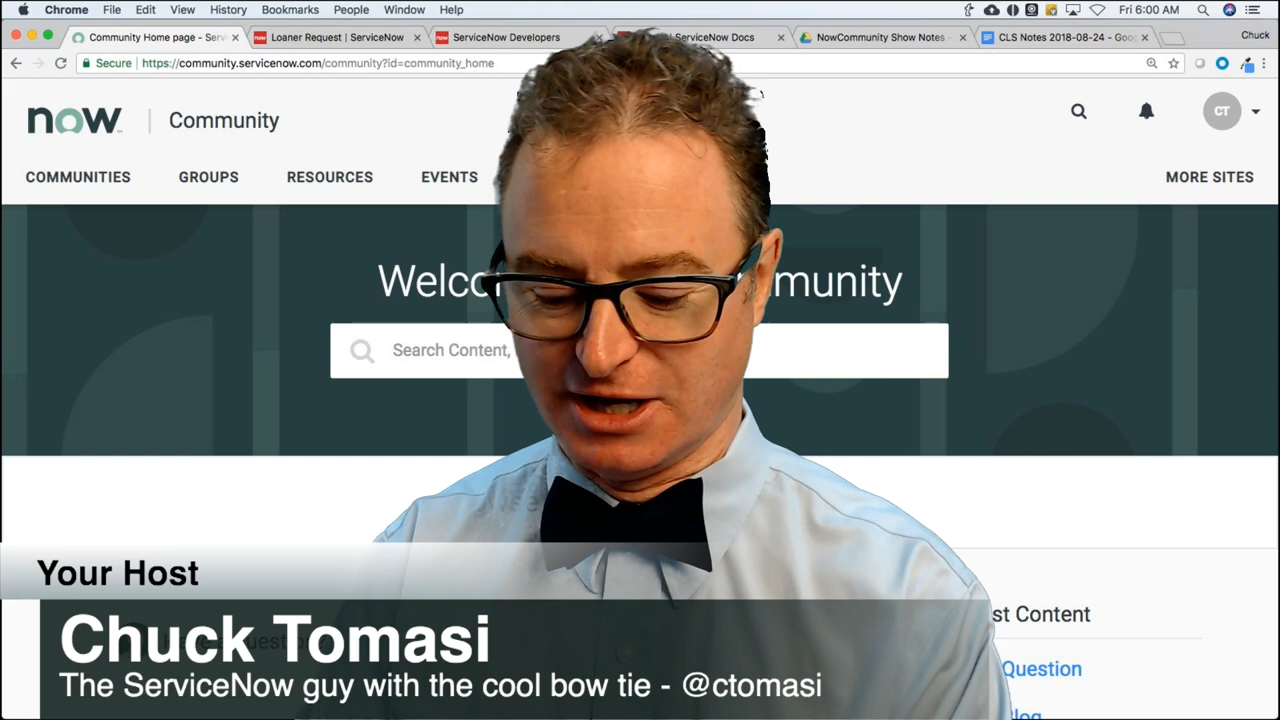 Chrome File Edit View History Bookmarks People Window Help Fri 6:00 AM
Community Home page - Serv Loaner Request | ServiceNow ServiceNow Developers ServiceNow Docs NowCommunity Show Notes - CLS Notes 2018-08-24 - Goog Chuck
Secure https://community.servicenow.com/community?id=community_home
now Community CT
COMMUNITIES GROUPS RESOURCES EVENTS MORE SITES
Welco mmunity
Search Content,
Your Host
st Content
Chuck Tomasi
Question
The ServiceNow guy with the cool bow tie - @ctomasi
log